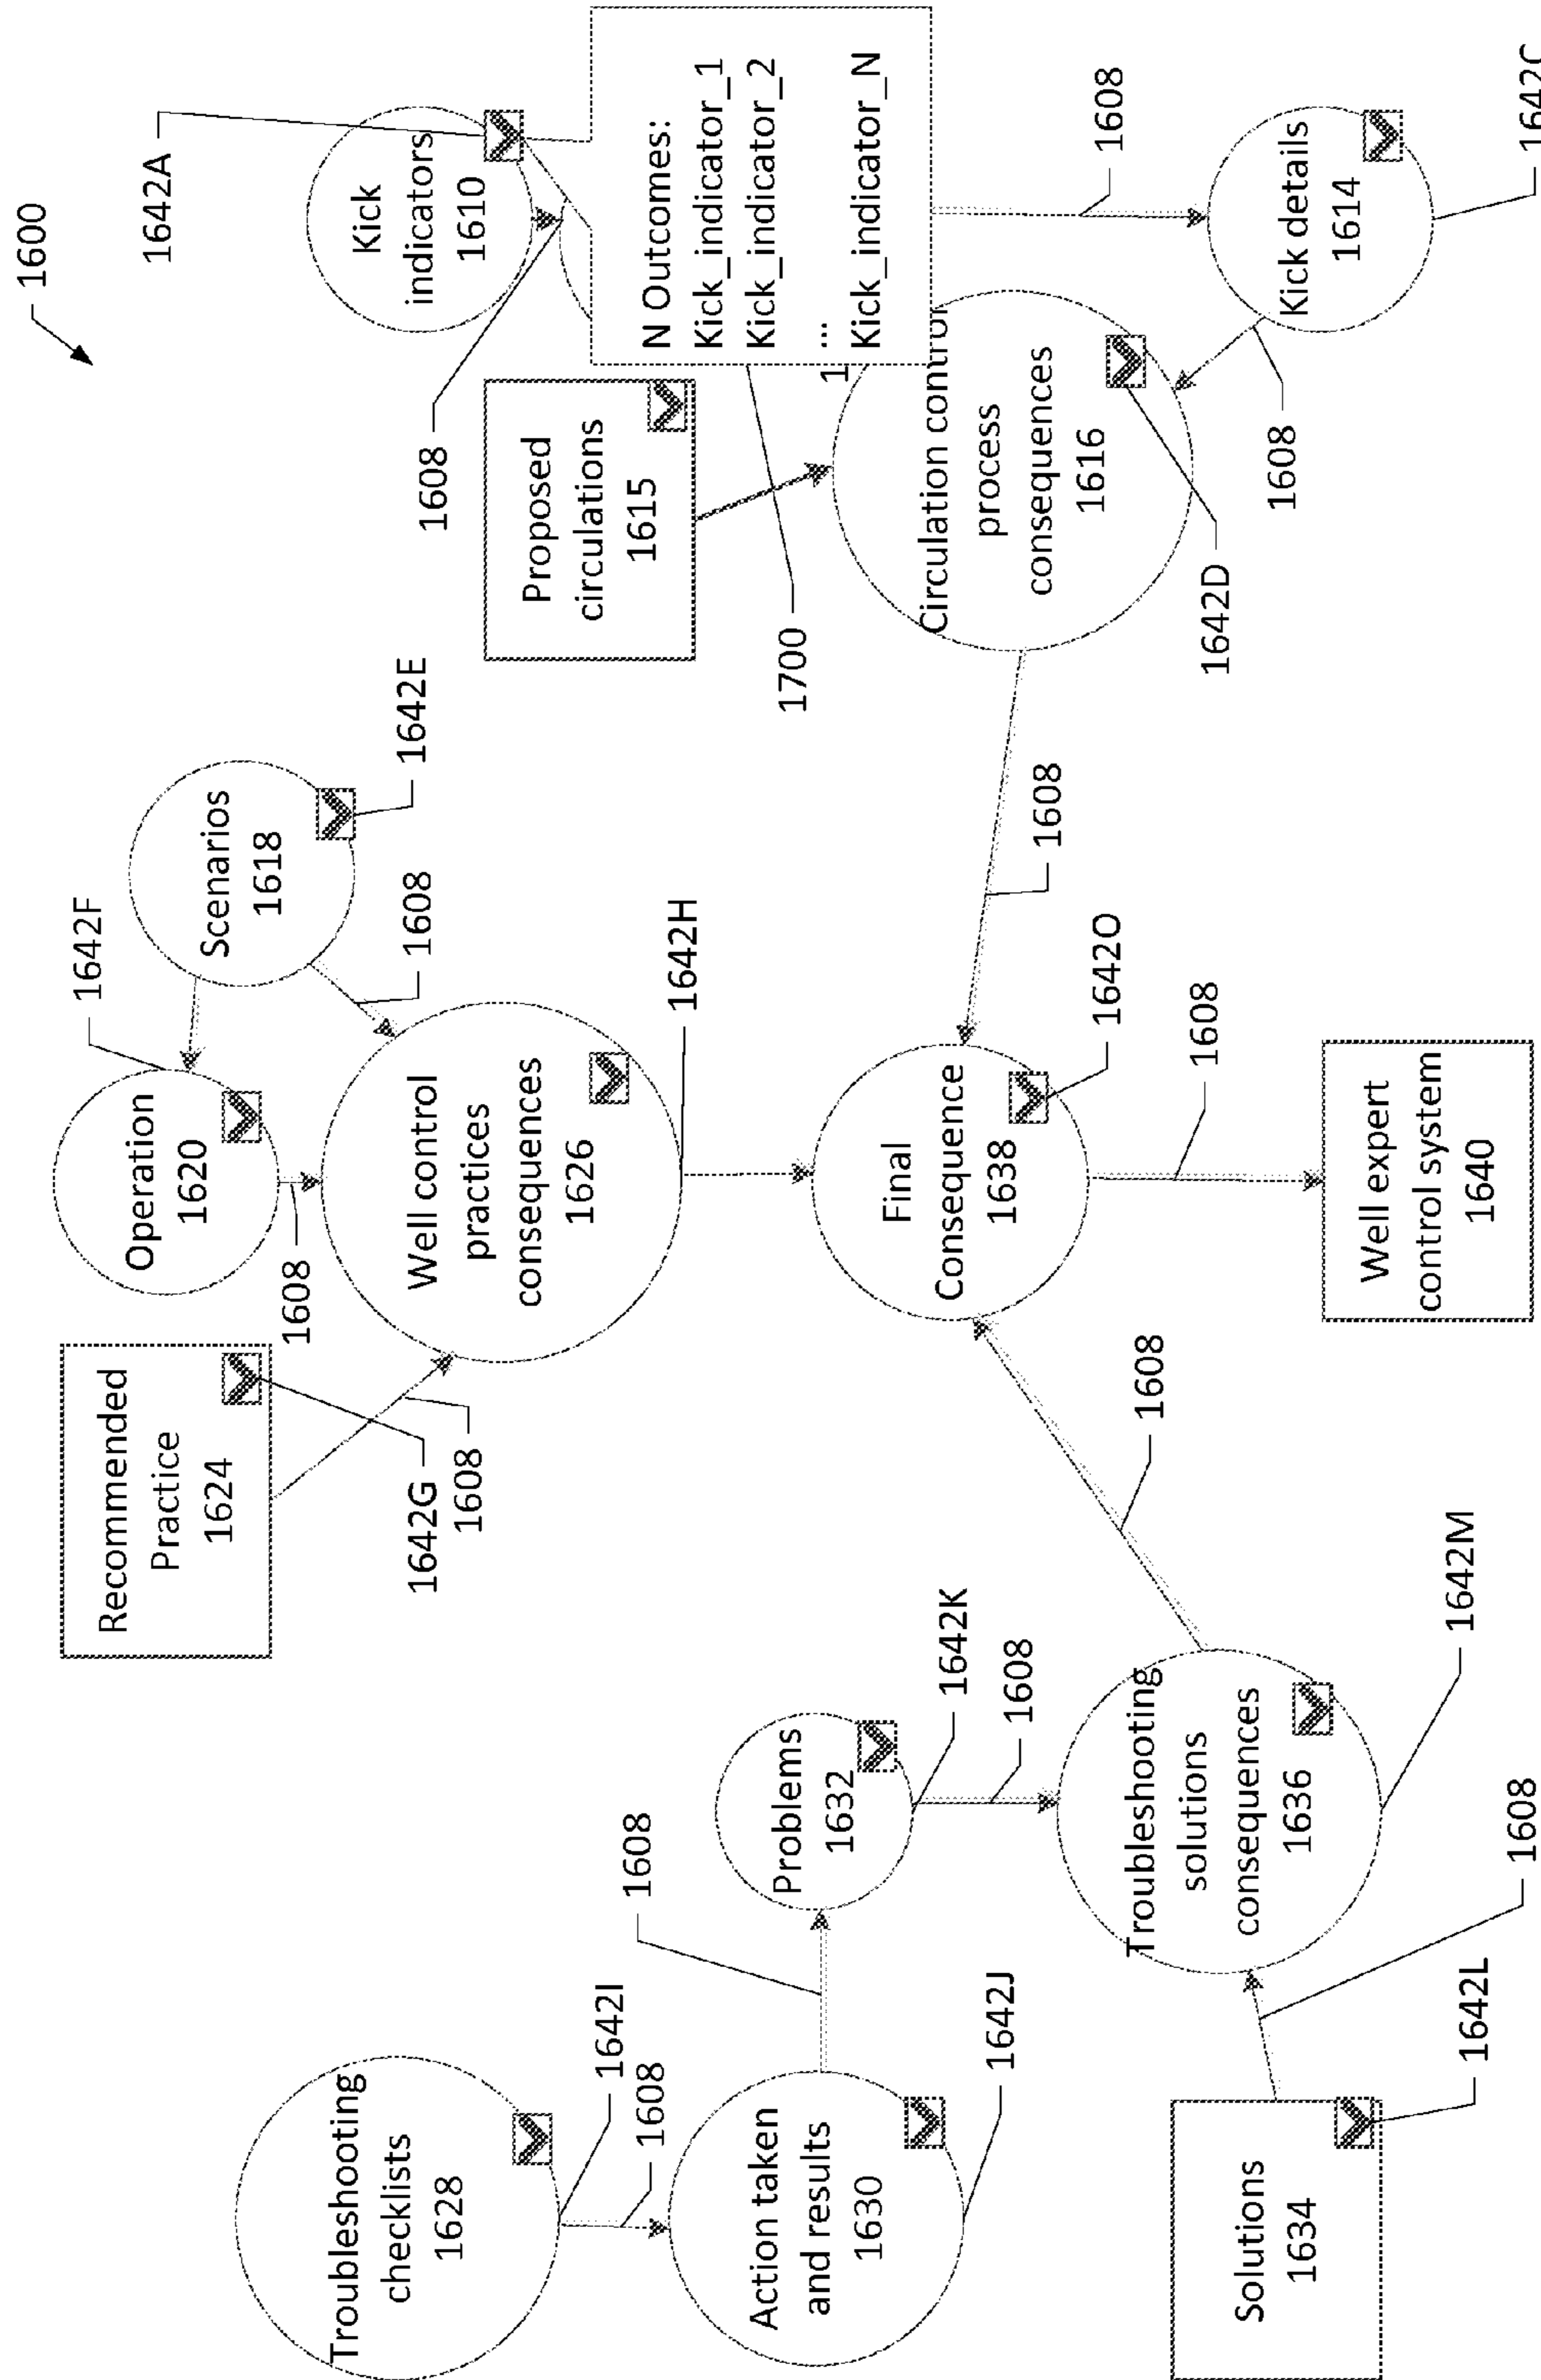 1600
Recommended
Practice
1624
Operation
1620
1642F
Scenarios
1618
1642E
1642A
Kick
indicators
1610
1608
1608
1608
1642G
1608
Well control
practices
consequences
1626
1642H
1608
Proposed
circulations
1615
N Outcomes:
Kick_indicator_1
Kick_indicator_2
...
Kick_indicator_N
1700
1
Troubleshooting
checklists
1628
1642I
1608
Action taken
and results
1630
1642J
1608
Problems
1632
1642K
1608
Final
Consequence
1638
1642O
1608
Circulation control
process
consequences
1616
1642D
1608
1608
Kick details
1614
1642C
Solutions
1634
1642L
1608
Troubleshooting
solutions
consequences
1636
1642M
1608
1608
Well expert
control system
1640